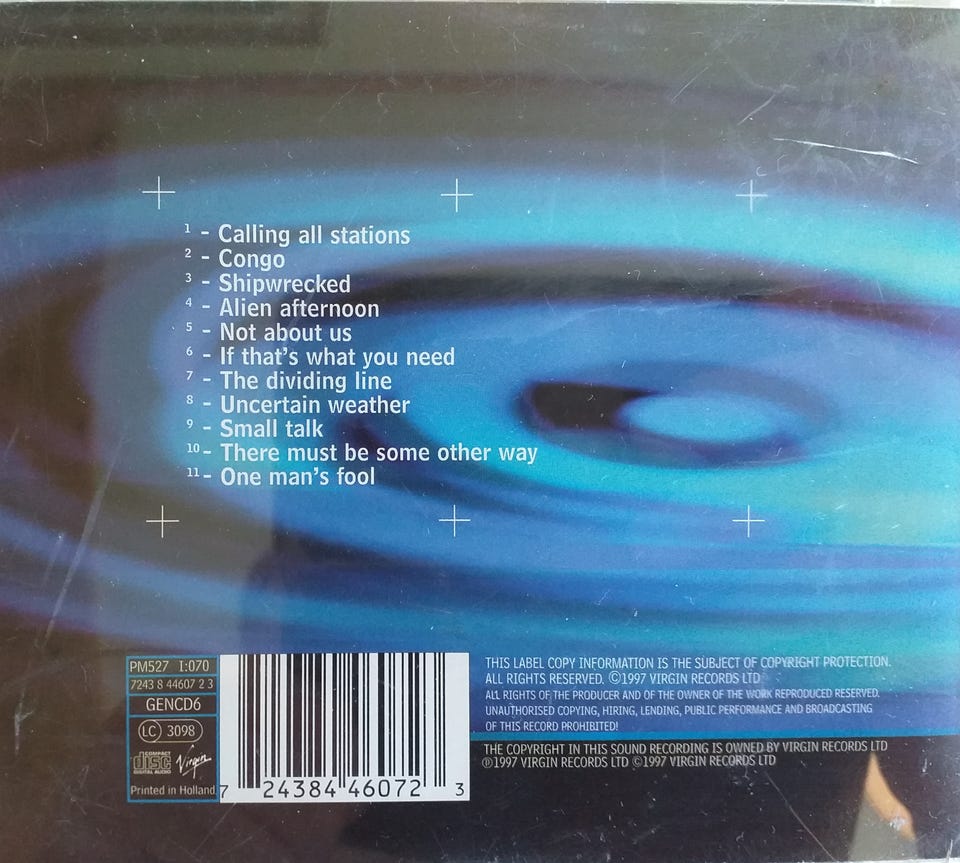 1 - Calling all stations
2 - Congo
3 - Shipwrecked
4 - Alien afternoon
5 - Not about us
6 - If that's what you need
7 - The dividing line
8 - Uncertain weather
9 - Small talk
10 - There must be some other way
11 - One man's fool
PM527 I:070
7243 8 44607 2 3
GENCD6
LC 3098
COMPACT
disc
DIGITAL AUDIO
Virgin
Printed in Holland
7 24384 46072 3
THIS LABEL COPY INFORMATION IS THE SUBJECT OF COPYRIGHT PROTECTION.
ALL RIGHTS RESERVED. ©1997 VIRGIN RECORDS LTD
ALL RIGHTS OF THE PRODUCER AND OF THE OWNER OF THE WORK REPRODUCED RESERVED.
UNAUTHORISED COPYING, HIRING, LENDING, PUBLIC PERFORMANCE AND BROADCASTING
OF THIS RECORD PROHIBITED!
THE COPYRIGHT IN THIS SOUND RECORDING IS OWNED BY VIRGIN RECORDS LTD
℗1997 VIRGIN RECORDS LTD ©1997 VIRGIN RECORDS LTD